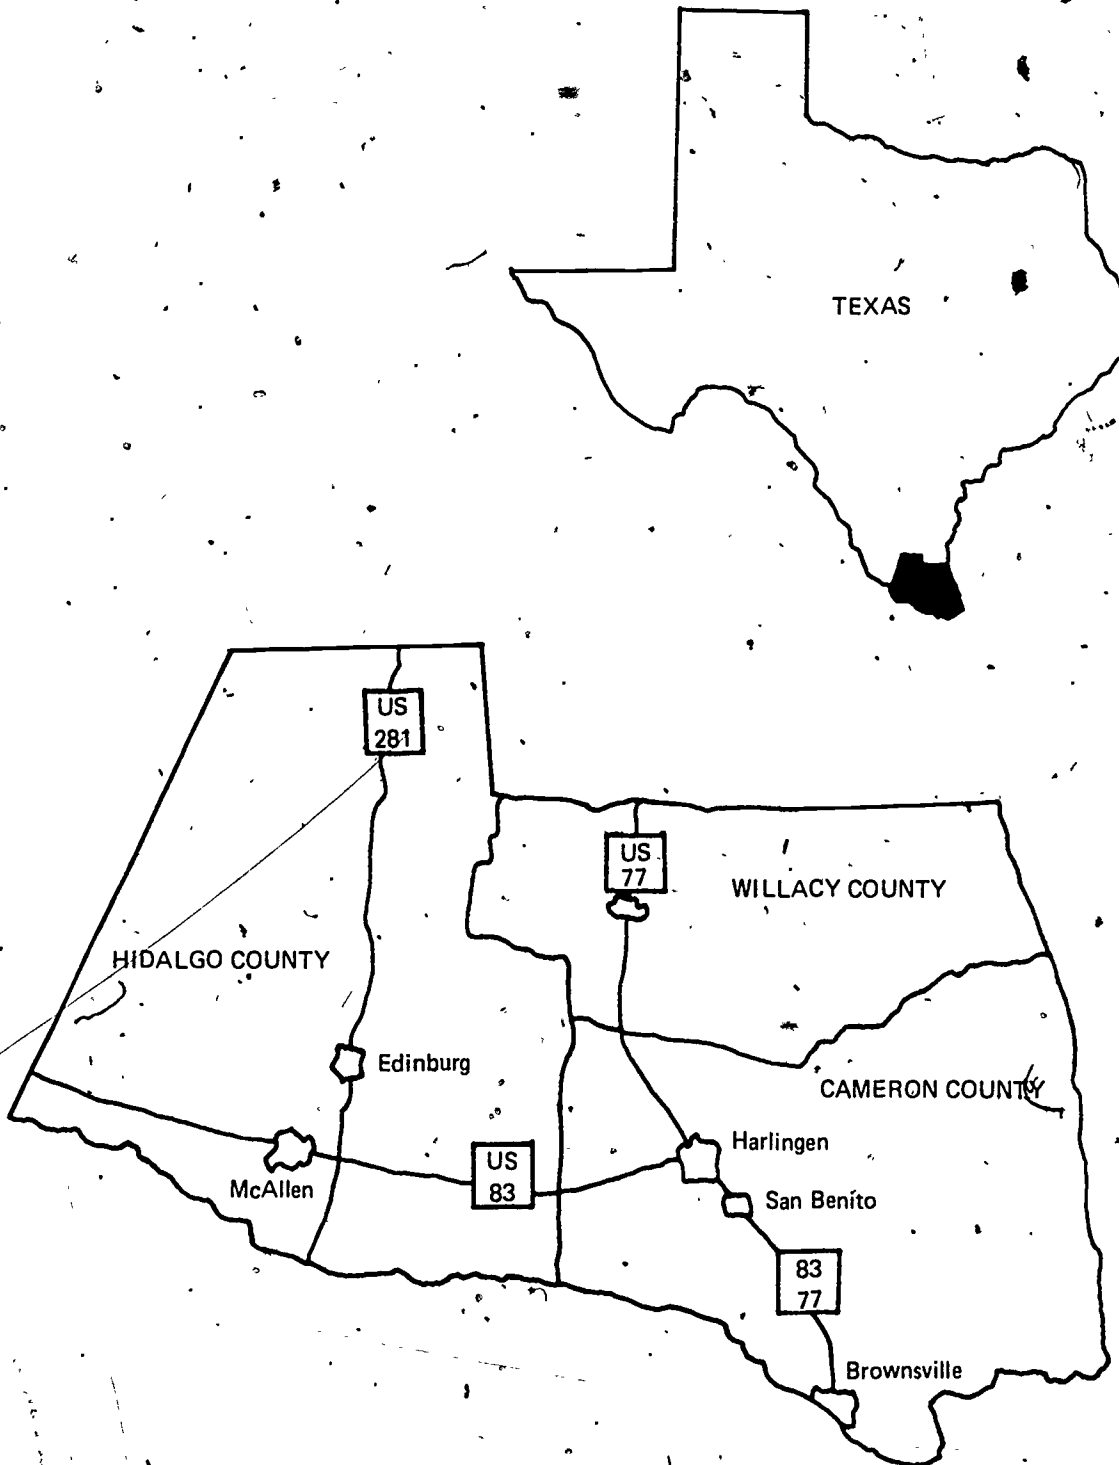 TEXAS
US
281
US
77
WILLACY COUNTY
HIDALGO COUNTY
Edinburg
CAMERON COUNTY
Harlingen
US
83
McAllen
San Benito
83
77
Brownsville